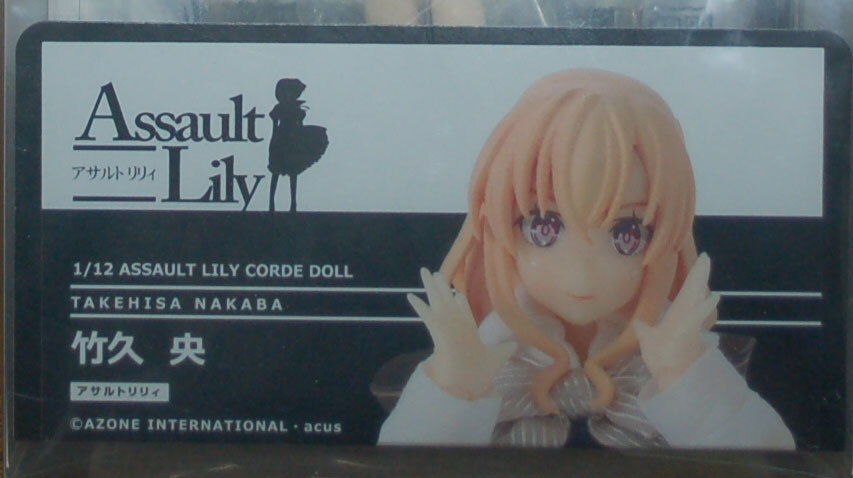 Assault
アサルトリリィ
Lily
1/12 ASSAULT LILY CORDE DOLL
TAKEHISA NAKABA
竹久 央
アサルトリリィ
©AZONE INTERNATIONAL・acus